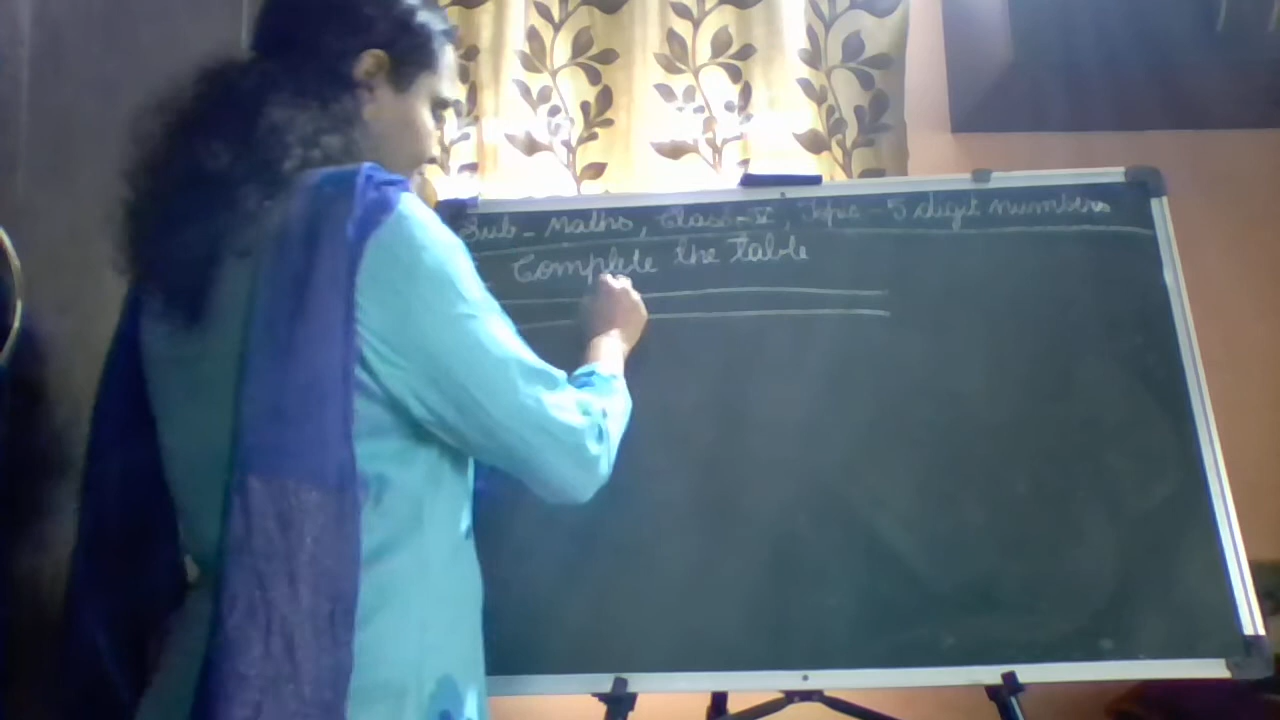 Sub - Maths, Class - V, Topic - 5 digit numbers
Complete the table